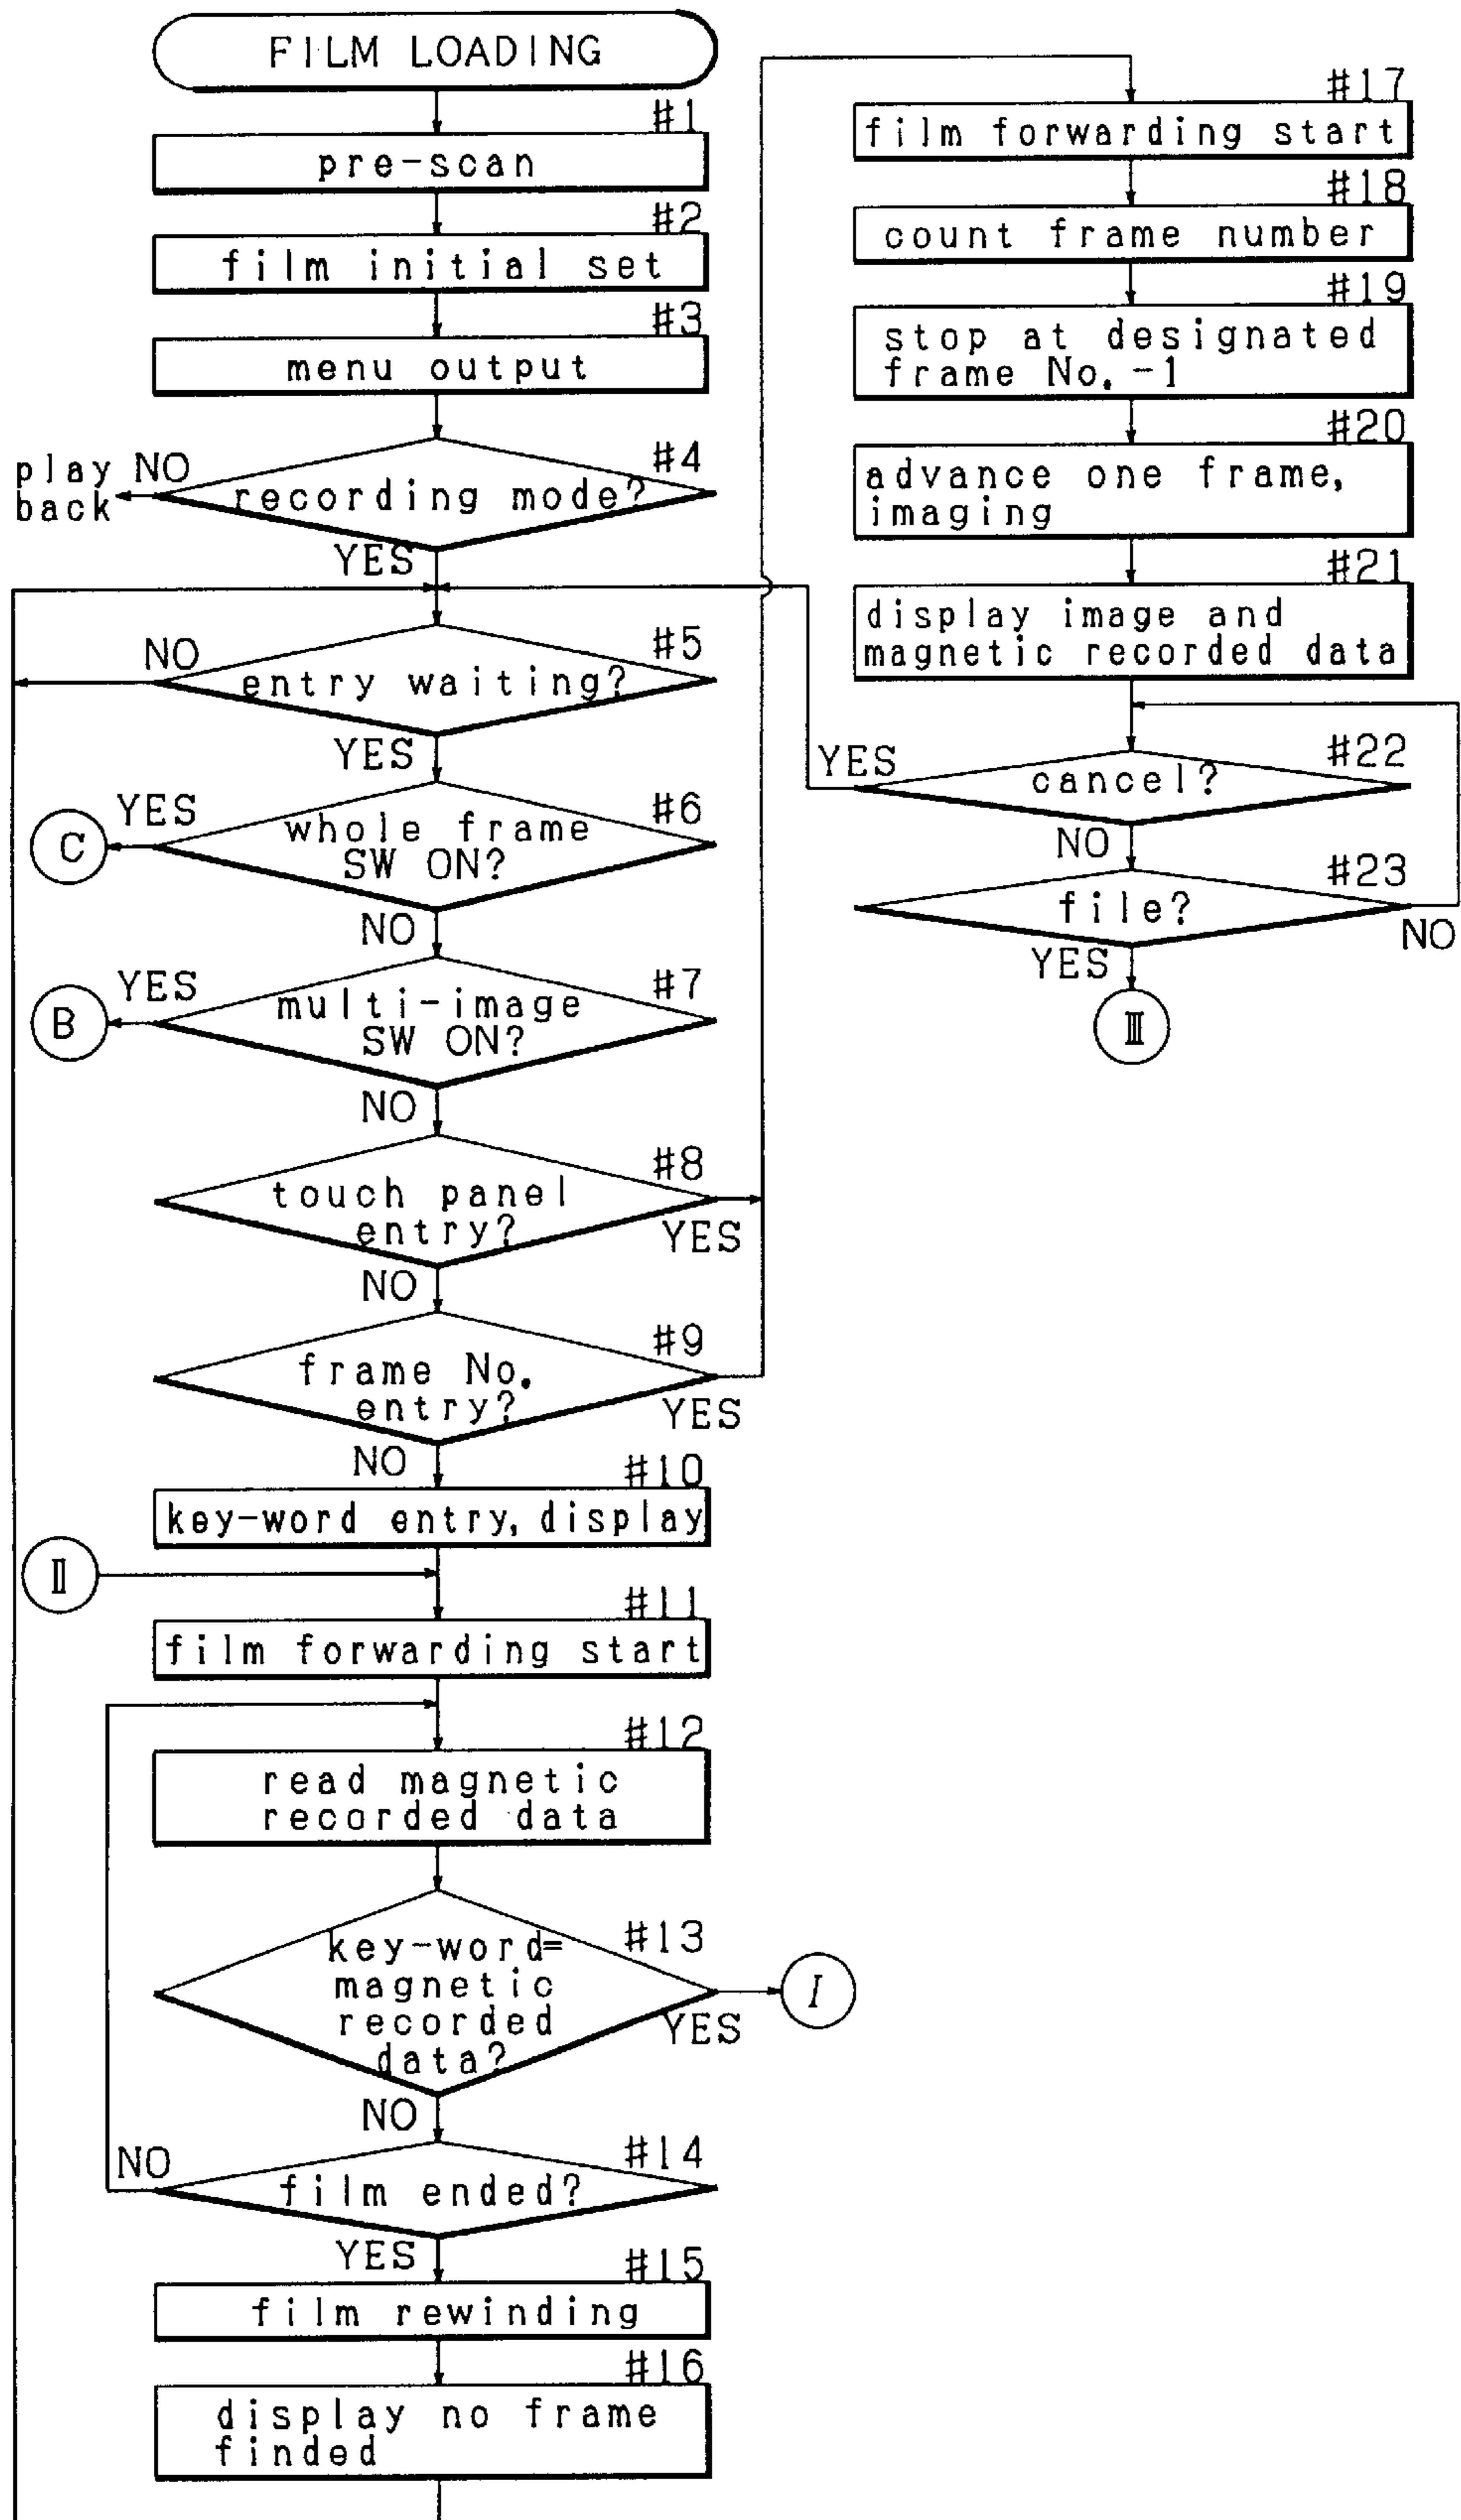 FILM LOADING
#1
pre-scan
#2
film initial set
#3
menu output
#4
play NO
back
recording mode?
YES
#5
NO
entry waiting?
YES
#6
YES
C
whole frame
SW ON?
NO
#7
YES
B
multi-image
SW ON?
NO
#8
touch panel
entry?
YES
NO
#9
frame No.
entry?
YES
NO
#10
key-word entry, display
II
#11
film forwarding start
#12
read magnetic
recorded data
#13
key-word=
magnetic
recorded
data?
I
YES
NO
#14
NO
film ended?
YES
#15
film rewinding
#16
display no frame
finded
#17
film forwarding start
#18
count frame number
#19
stop at designated
frame No. -1
#20
advance one frame,
imaging
#21
display image and
magnetic recorded data
#22
YES
cancel?
NO
#23
file?
NO
YES
III